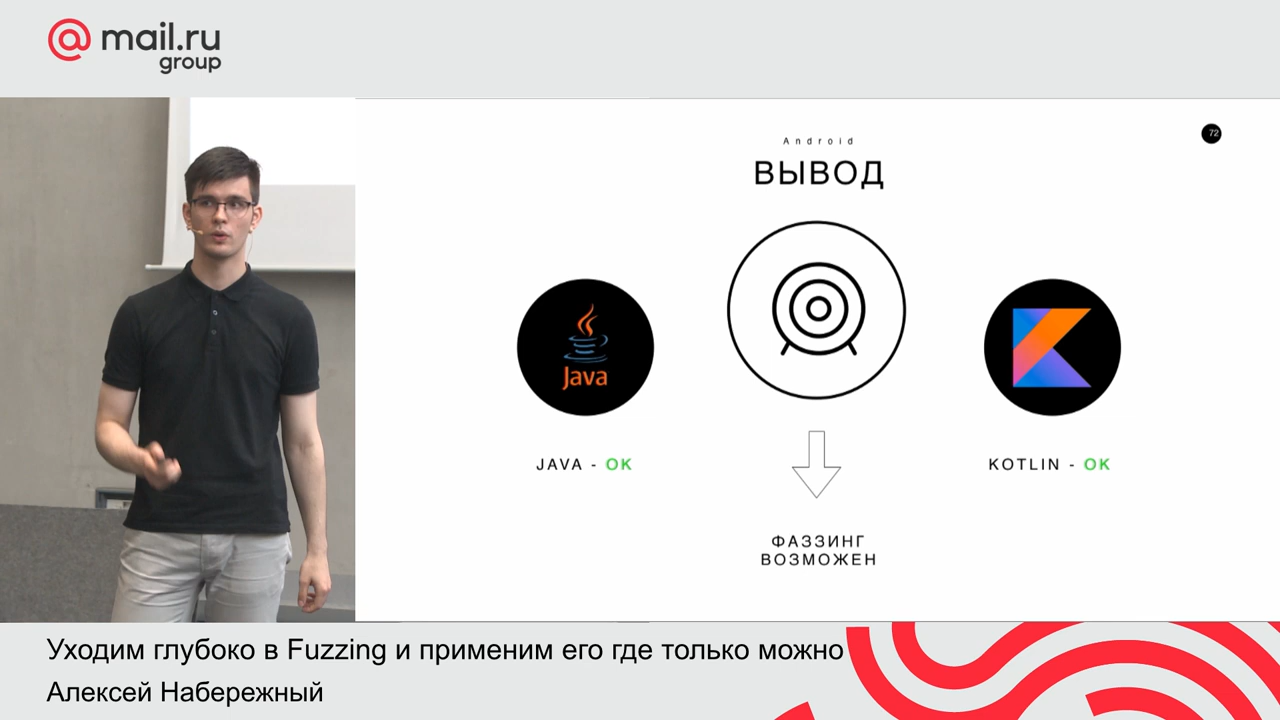 mail.ru
group
72
Android
ВЫВОД
Java
JAVA - OK
KOTLIN - OK
ФАЗЗИНГ
ВОЗМОЖЕН
Уходим глубоко в Fuzzing и применим его где только можно
Алексей Набережный